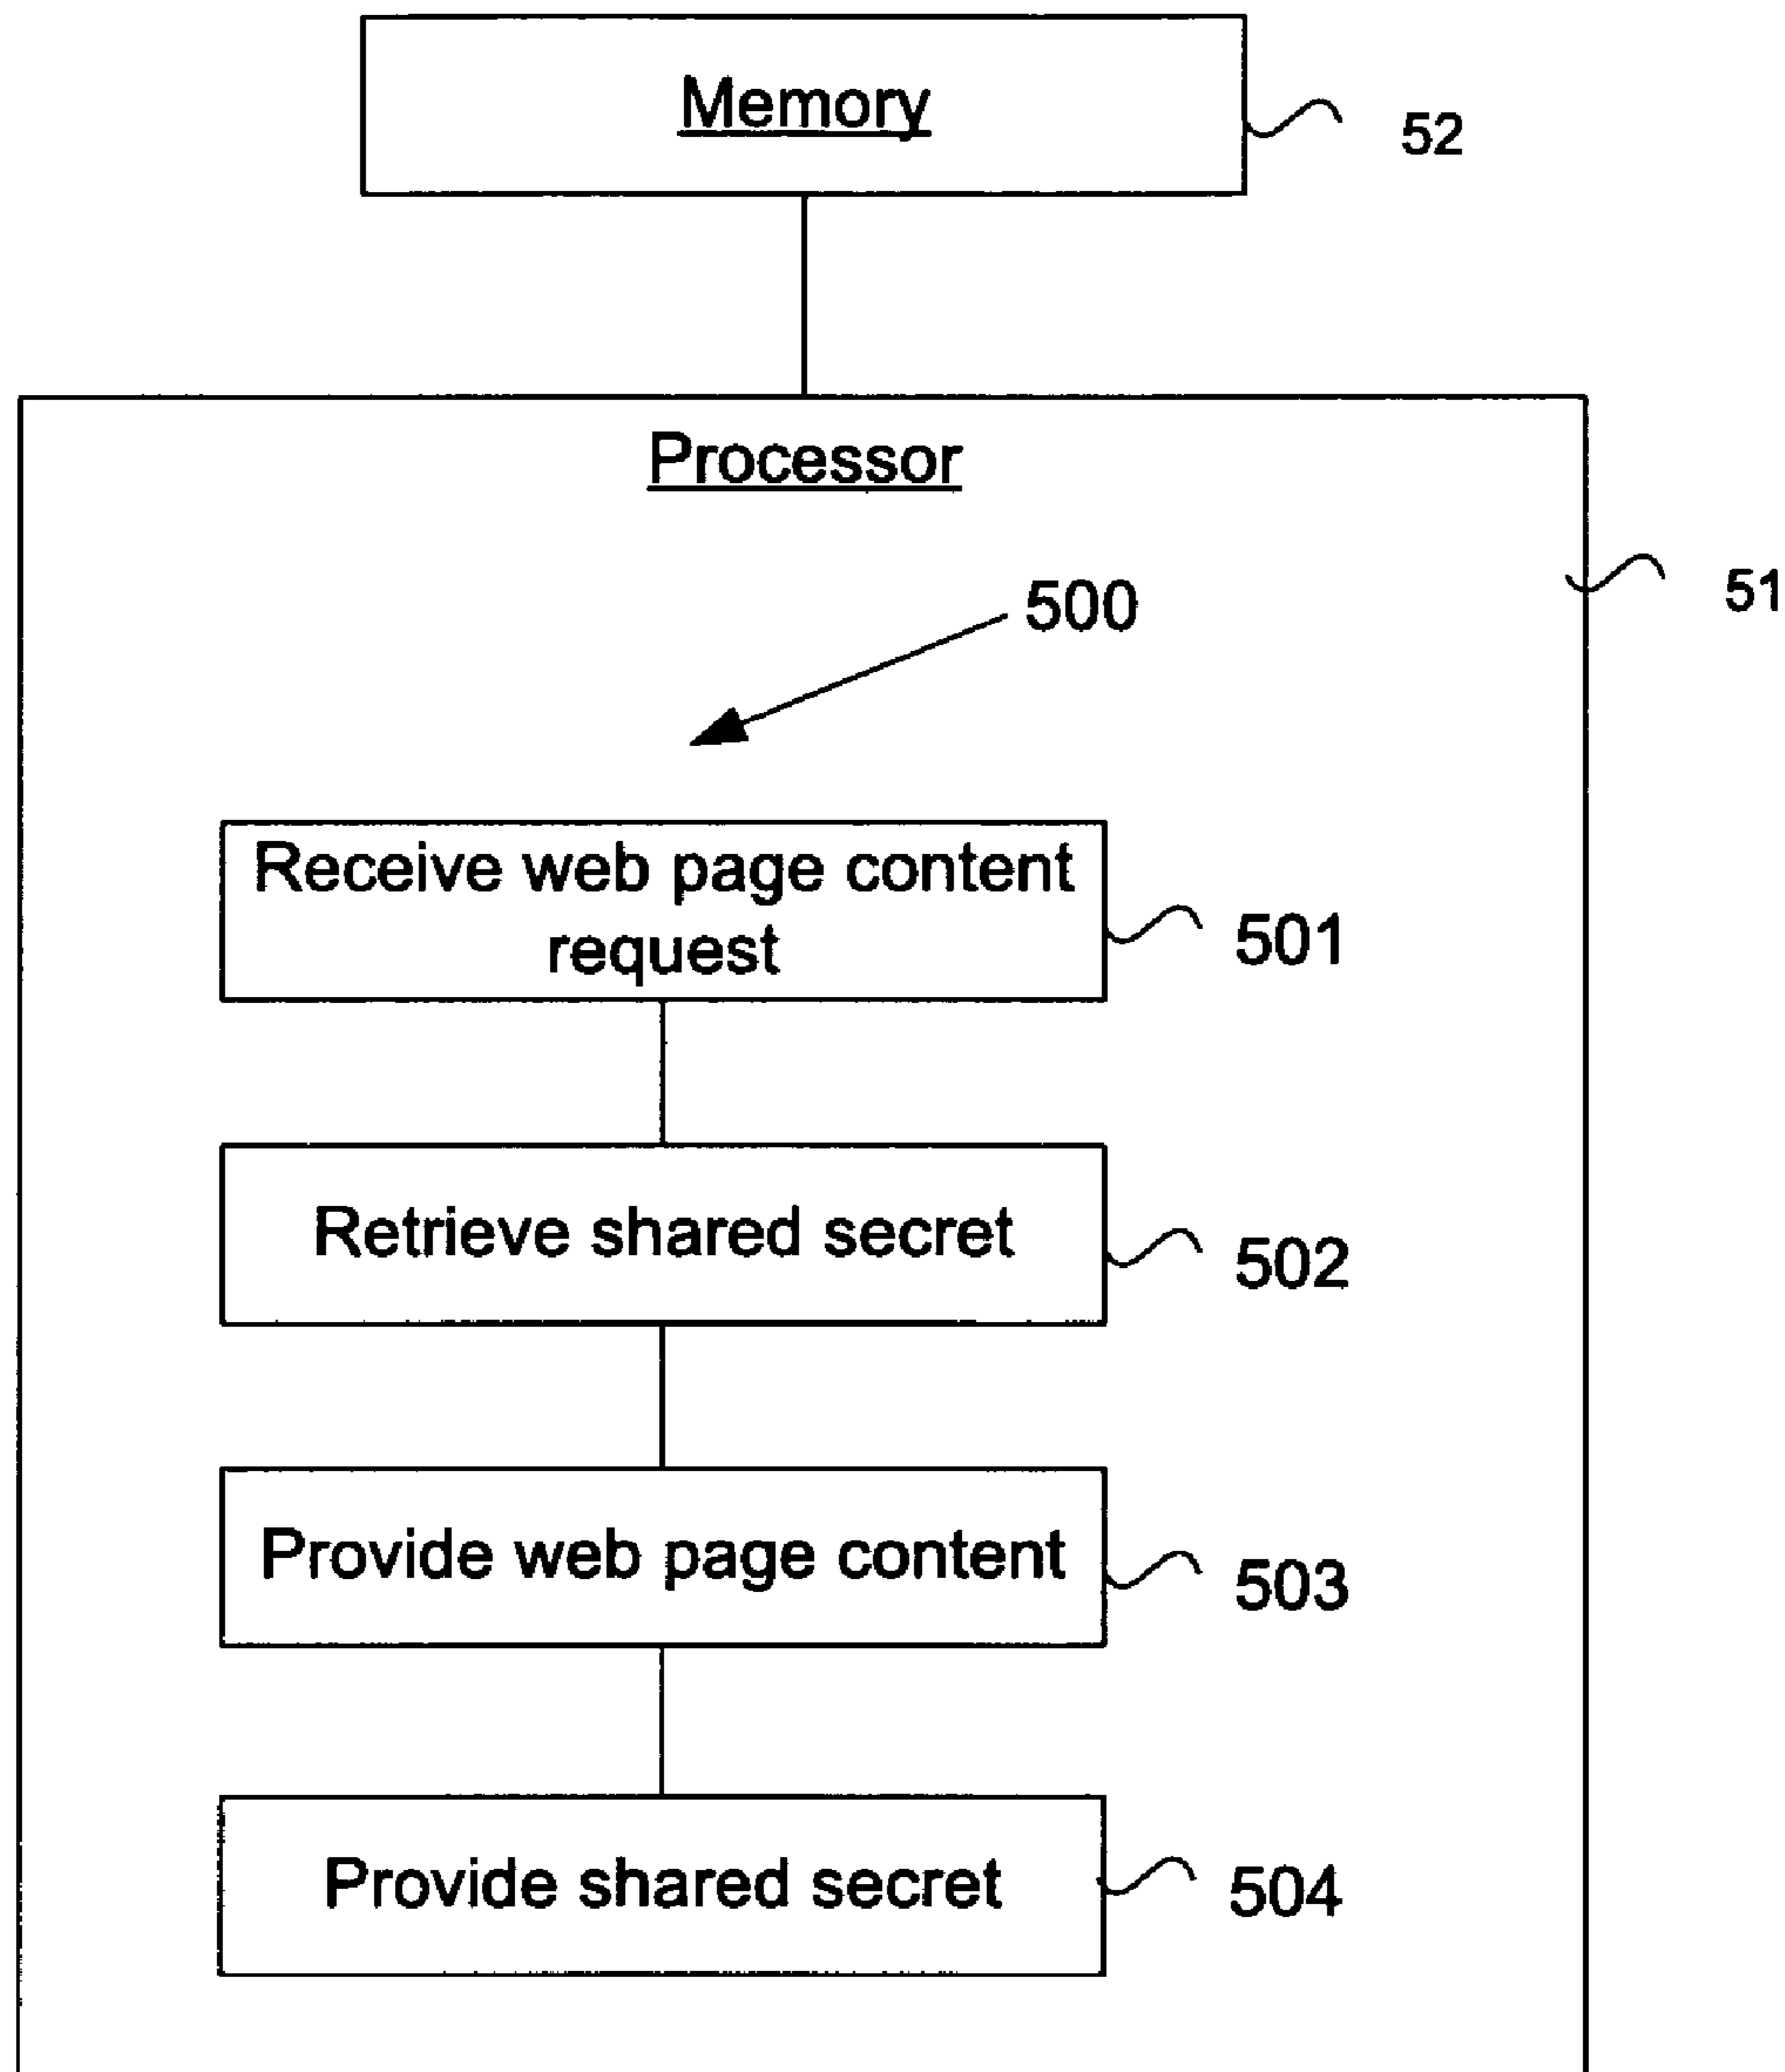 Memory
52
Processor
51
500
Receive web page content
request
501
Retrieve shared secret
502
Provide web page content
503
Provide shared secret
504